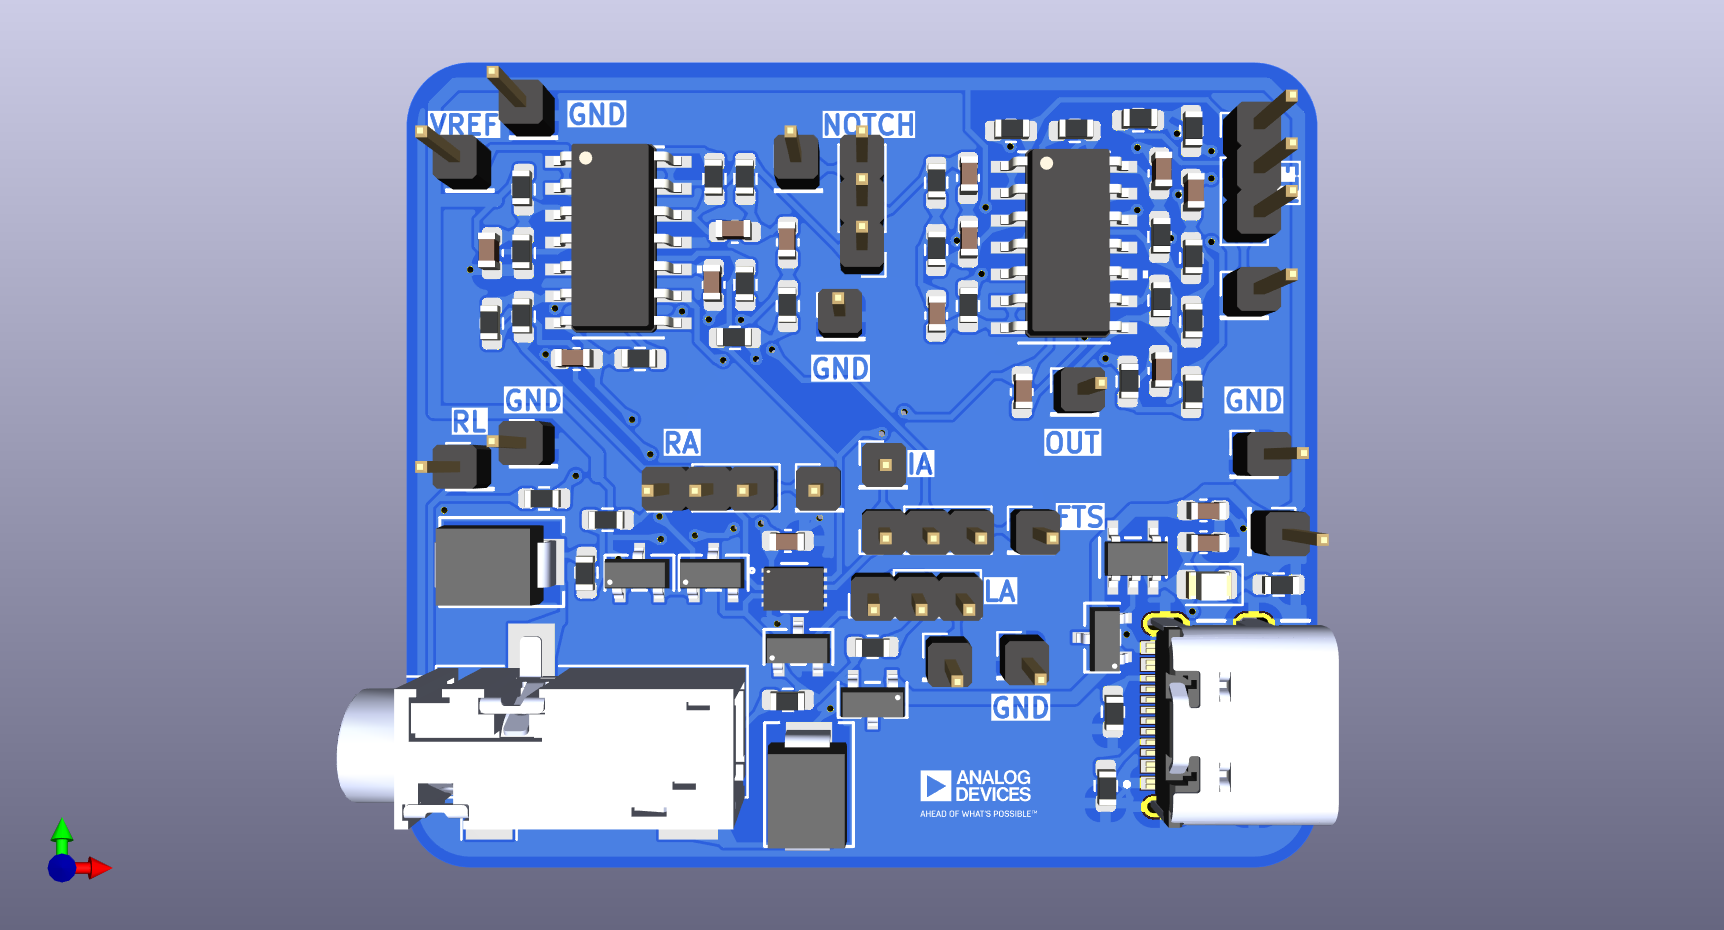 GND
VREF
NOTCH
GND
GND
RL
GND
OUT
RA
IA
FTS
LA
GND
ANALOG
DEVICES
AHEAD OF WHAT'S POSSIBLE™